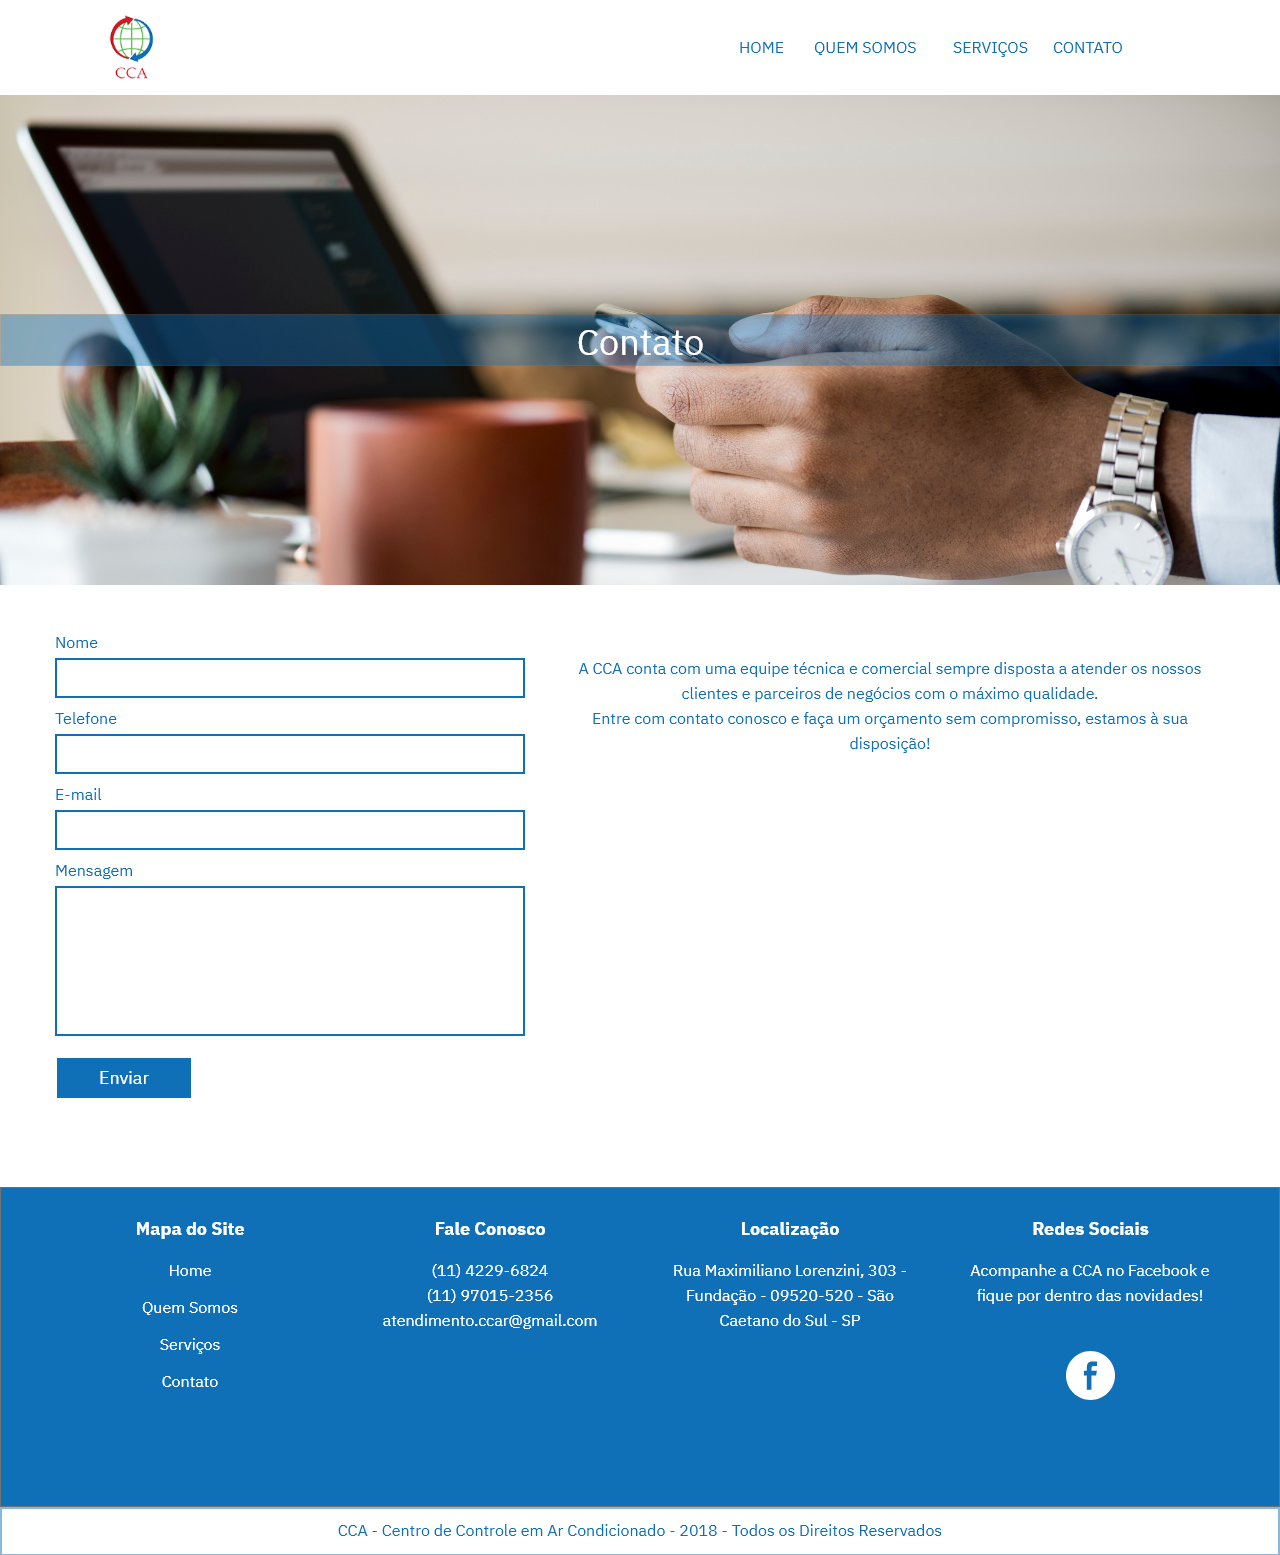 CCA
HOME QUEM SOMOS SERVIÇOS CONTATO
Contato
Nome
Telefone
E-mail
Mensagem
Enviar
A CCA conta com uma equipe técnica e comercial sempre disposta a atender os nossos
clientes e parceiros de negócios com o máximo qualidade.
Entre com contato conosco e faça um orçamento sem compromisso, estamos à sua
disposição!
Mapa do Site
Home
Quem Somos
Serviços
Contato
Fale Conosco
(11) 4229-6824
(11) 97015-2356
atendimento.ccar@gmail.com
Localização
Rua Maximiliano Lorenzini, 303 -
Fundação - 09520-520 - São
Caetano do Sul - SP
Redes Sociais
Acompanhe a CCA no Facebook e
fique por dentro das novidades!
f
CCA - Centro de Controle em Ar Condicionado - 2018 - Todos os Direitos Reservados